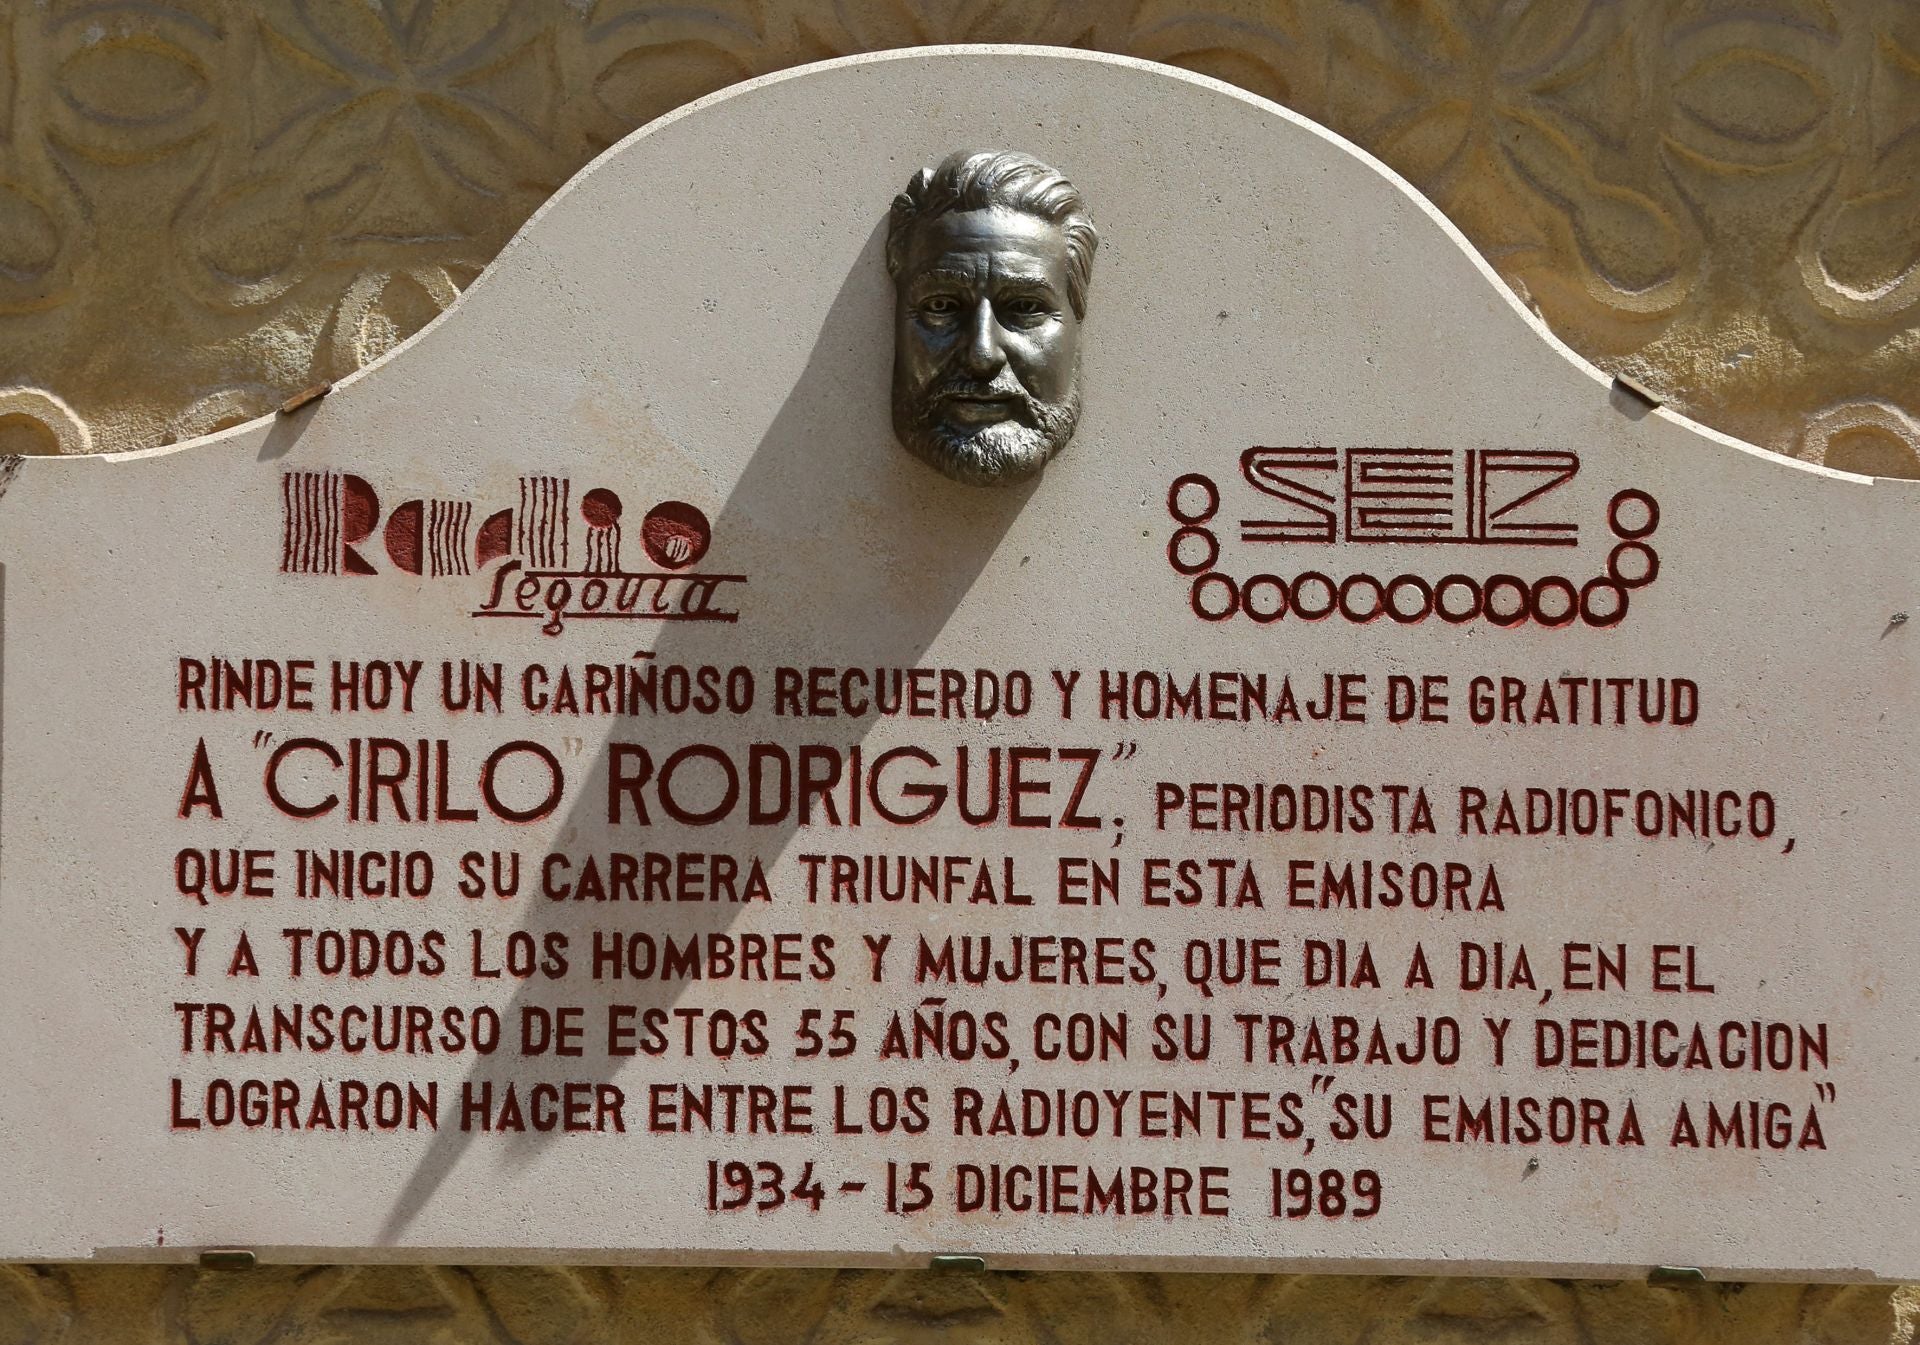 Radio
Segovia
SER
RINDE HOY UN CARIÑOSO RECUERDO Y HOMENAJE DE GRATITUD
A "CIRILO" RODRIGUEZ", PERIODISTA RADIOFONICO,
QUE INICIO SU CARRERA TRIUNFAL EN ESTA EMISORA
Y A TODOS LOS HOMBRES Y MUJERES, QUE DIA A DIA, EN EL
TRANSCURSO DE ESTOS 55 AÑOS, CON SU TRABAJO Y DEDICACION
LOGRARON HACER ENTRE LOS RADIOYENTES, "SU EMISORA AMIGA"
1934 - 15 DICIEMBRE 1989